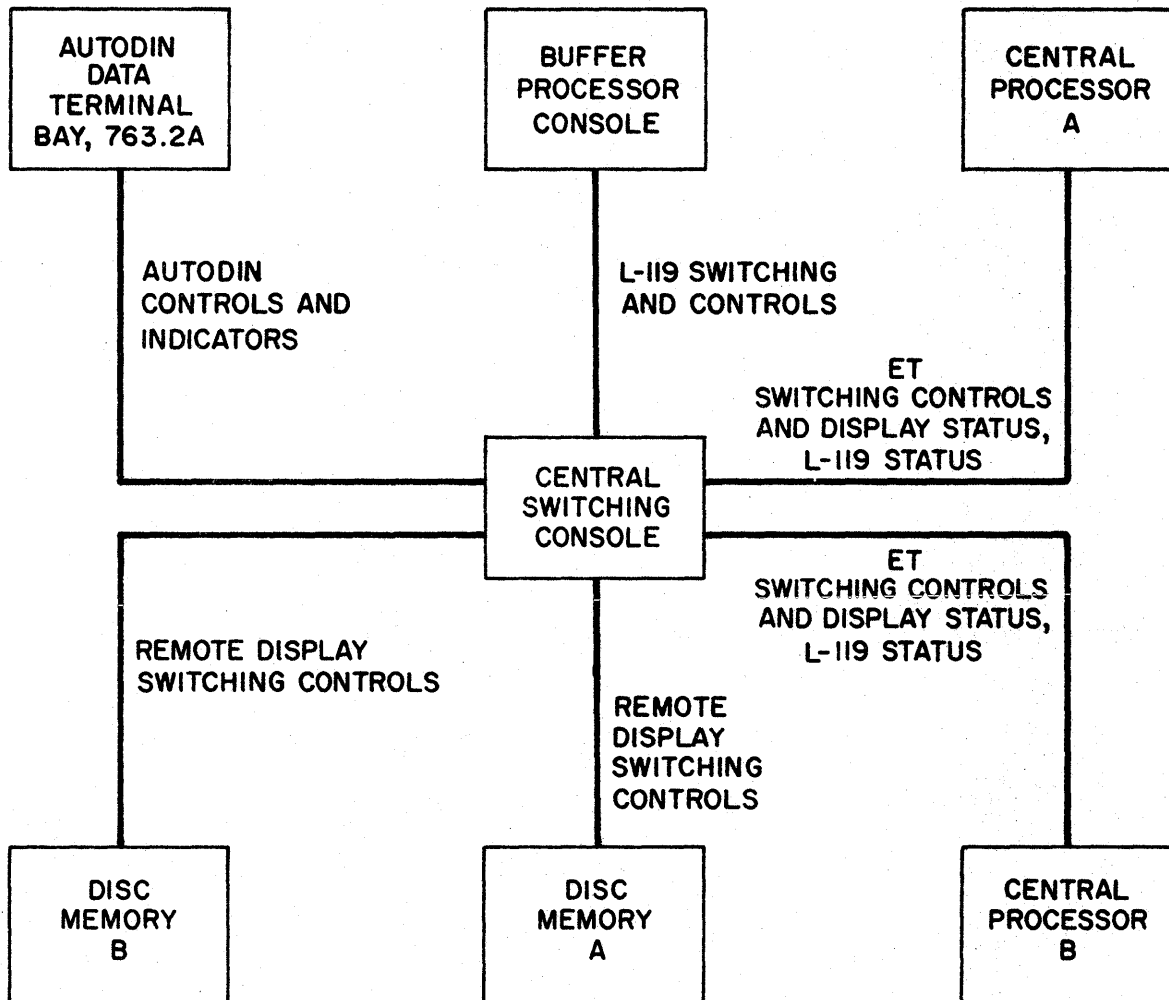 AUTODIN
DATA
TERMINAL
BAY, 763.2A
BUFFER
PROCESSOR
CONSOLE
CENTRAL
PROCESSOR
A
AUTODIN
CONTROLS AND
INDICATORS
L-119 SWITCHING
AND CONTROLS
ET
SWITCHING CONTROLS
AND DISPLAY STATUS,
L-119 STATUS
CENTRAL
SWITCHING
CONSOLE
ET
SWITCHING CONTROLS
AND DISPLAY STATUS,
L-119 STATUS
REMOTE DISPLAY
SWITCHING CONTROLS
REMOTE
DISPLAY
SWITCHING
CONTROLS
DISC
MEMORY
B
DISC
MEMORY
A
CENTRAL
PROCESSOR
B